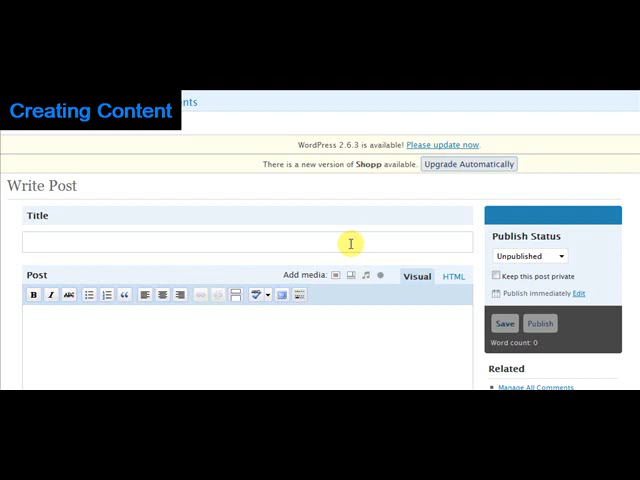 Creating Content
nts
WordPress 2.6.3 is available! Please update now.
There is a new version of Shopp available. Upgrade Automatically
Write Post
Title
Publish Status
Unpublished
Post
Add media:
Visual
HTML
Keep this post private
Publish immediately Edit
B I ABC
Save Publish
Word count: 0
Related
Manage All Comments